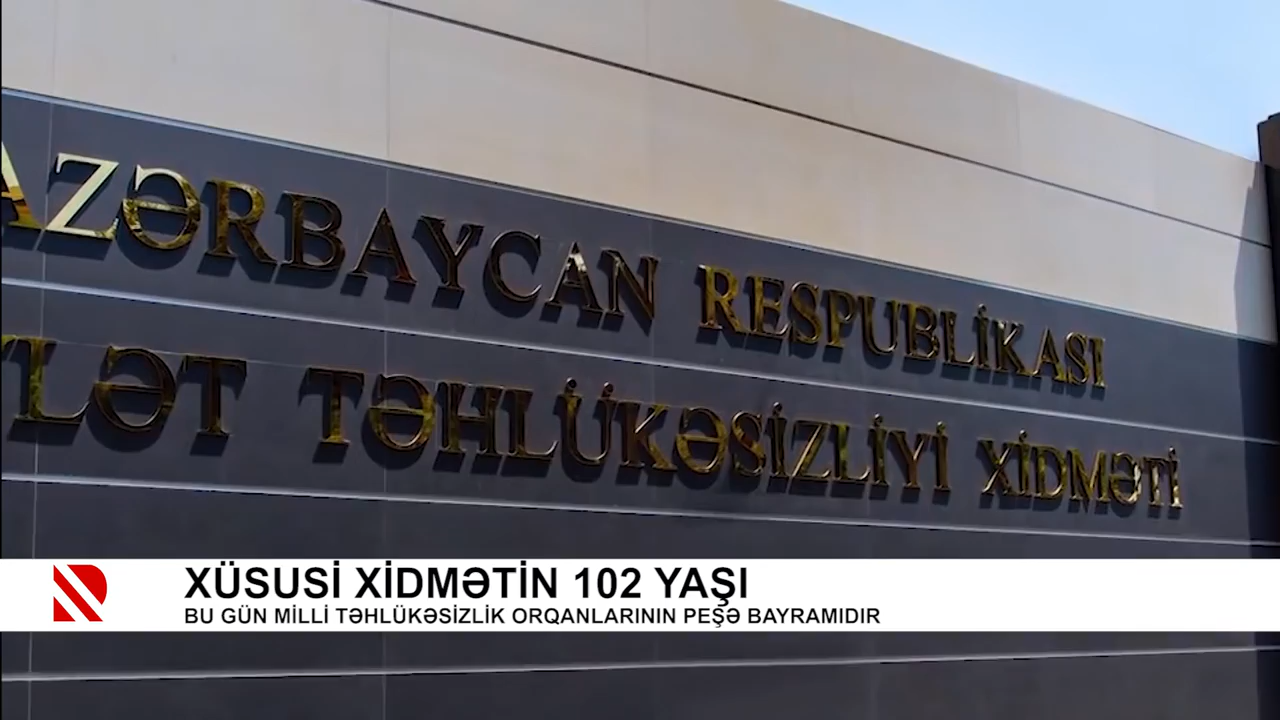 AZƏRBAYCAN RESPUBLİKASI
LƏT TƏHLÜKƏSİZLİYİ XİDMƏTİ
XÜSUSİ XİDMƏTİN 102 YAŞI
BU GÜN MİLLİ TƏHLÜKƏSİZLİK ORQANLARININ PEŞƏ BAYRAMIDIR